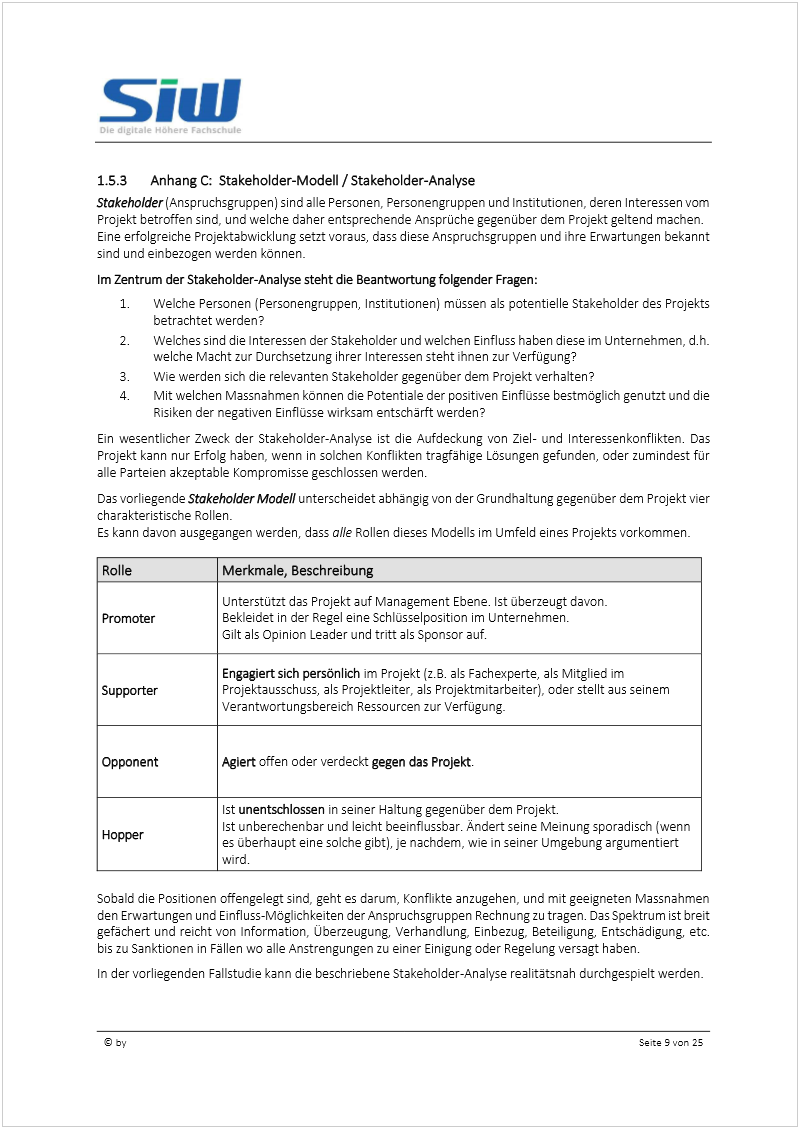 Siw
Die digitale Höhere Fachschule
1.5.3 Anhang C: Stakeholder-Modell / Stakeholder-Analyse
Stakeholder (Anspruchsgruppen) sind alle Personen, Personengruppen und Institutionen, deren Interessen vom
Projekt betroffen sind, und welche daher entsprechende Ansprüche gegenüber dem Projekt geltend machen.
Eine erfolgreiche Projektabwicklung setzt voraus, dass diese Anspruchsgruppen und ihre Erwartungen bekannt
sind und einbezogen werden können.
Im Zentrum der Stakeholder-Analyse steht die Beantwortung folgender Fragen:
1. Welche Personen (Personengruppen, Institutionen) müssen als potentielle Stakeholder des Projekts
betrachtet werden?
2. Welches sind die Interessen der Stakeholder und welchen Einfluss haben diese im Unternehmen, d.h.
welche Macht zur Durchsetzung ihrer Interessen steht ihnen zur Verfügung?
3. Wie werden sich die relevanten Stakeholder gegenüber dem Projekt verhalten?
4. Mit welchen Massnahmen können die Potentiale der positiven Einflüsse bestmöglich genutzt und die
Risiken der negativen Einflüsse wirksam entschärft werden?
Ein wesentlicher Zweck der Stakeholder-Analyse ist die Aufdeckung von Ziel- und Interessenkonflikten. Das
Projekt kann nur Erfolg haben, wenn in solchen Konflikten tragfähige Lösungen gefunden, oder zumindest für
alle Parteien akzeptable Kompromisse geschlossen werden.
Das vorliegende Stakeholder Modell unterscheidet abhängig von der Grundhaltung gegenüber dem Projekt vier
charakteristische Rollen.
Es kann davon ausgegangen werden, dass alle Rollen dieses Modells im Umfeld eines Projekts vorkommen.
Rolle Merkmale, Beschreibung
Promoter
Unterstützt das Projekt auf Management Ebene. Ist überzeugt davon.
Bekleidet in der Regel eine Schlüsselposition im Unternehmen.
Gilt als Opinion Leader und tritt als Sponsor auf.
Supporter
Engagiert sich persönlich im Projekt (z.B. als Fachexperte, als Mitglied im
Projektausschuss, als Projektleiter, als Projektmitarbeiter), oder stellt aus seinem
Verantwortungsbereich Ressourcen zur Verfügung.
Opponent
Agiert offen oder verdeckt gegen das Projekt.
Hopper
Ist unentschlossen in seiner Haltung gegenüber dem Projekt.
Ist unberechenbar und leicht beeinflussbar. Ändert seine Meinung sporadisch (wenn
es überhaupt eine solche gibt), je nachdem, wie in seiner Umgebung argumentiert
wird.
Sobald die Positionen offengelegt sind, geht es darum, Konflikte anzugehen, und mit geeigneten Massnahmen
den Erwartungen und Einfluss-Möglichkeiten der Anspruchsgruppen Rechnung zu tragen. Das Spektrum ist breit
gefächert und reicht von Information, Überzeugung, Verhandlung, Einbezug, Beteiligung, Entschädigung, etc.
bis zu Sanktionen in Fällen wo alle Anstrengungen zu einer Einigung oder Regelung versagt haben.
In der vorliegenden Fallstudie kann die beschriebene Stakeholder-Analyse realitätsnah durchgespielt werden.
© by Seite 9 von 25